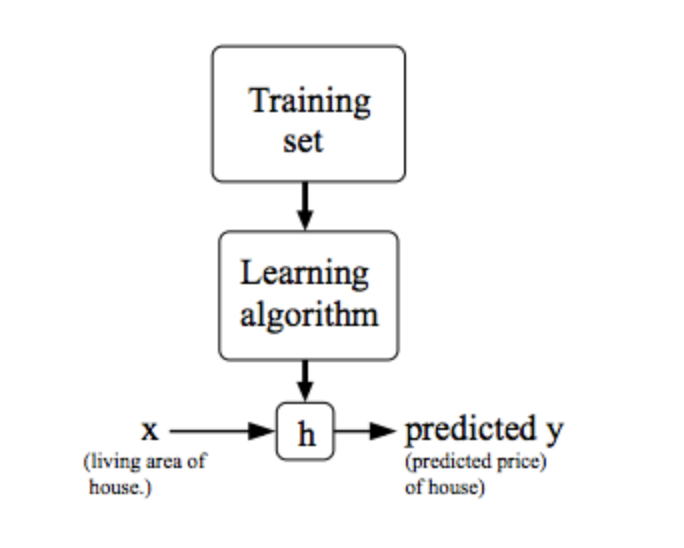 Training
set
Learning
algorithm
x
h
predicted y
(living area of
house.)
(predicted price)
of house)